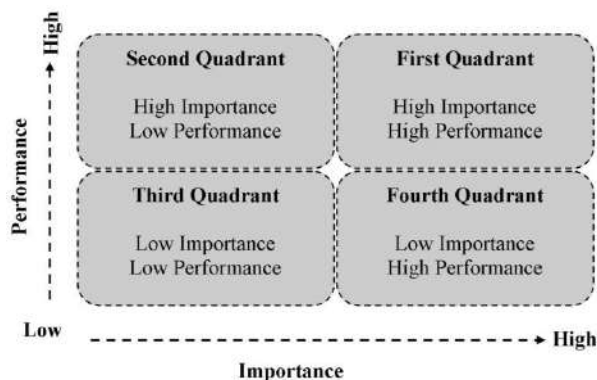 High
Performance
Second Quadrant
High Importance
Low Performance
First Quadrant
High Importance
High Performance
Third Quadrant
Low Importance
Low Performance
Fourth Quadrant
Low Importance
High Performance
Low
High
Importance